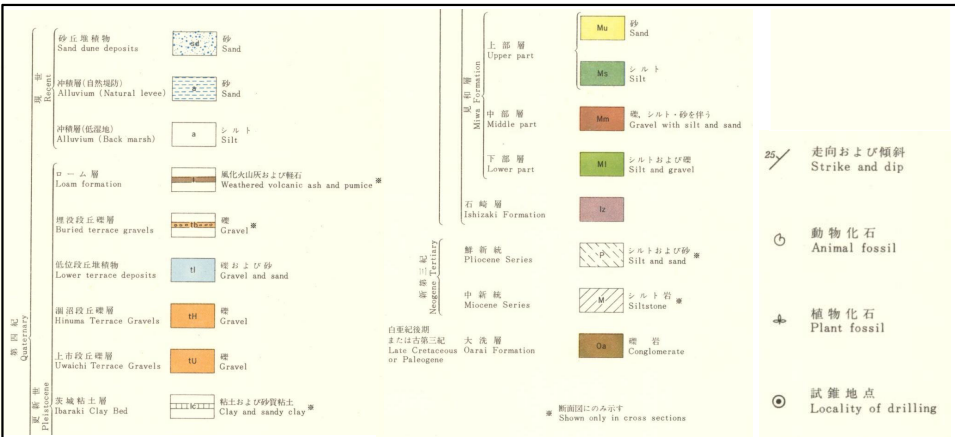 第四紀
Quaternary
現世
Recent
砂丘堆積物
Sand dune deposits
sd
砂
Sand
冲積層(自然堤防)
Alluvium (Natural levee)
a
砂
Sand
冲積層(低湿地)
Alluvium (Back marsh)
a
シルト
Silt
更新世
Pleistocene
ローム層
Loam formation
l
風化火山灰および軽石
Weathered volcanic ash and pumice ※
埋没段丘礫層
Buried terrace gravels
tb
礫
Gravel ※
低位段丘堆積物
Lower terrace deposits
tl
礫および砂
Gravel and sand
涸沼段丘礫層
Hinuma Terrace Gravels
tH
礫
Gravel
上市段丘礫層
Uwaichi Terrace Gravels
tU
礫
Gravel
茨城粘土層
Ibaraki Clay Bed
Ic
粘土および砂質粘土
Clay and sandy clay ※
見和層
Miwa Formation
上部層
Upper part
Mu
砂
Sand
Ms
シルト
Silt
中部層
Middle part
Mm
礫, シルト・砂を伴う
Gravel with silt and sand
下部層
Lower part
Ml
シルトおよび礫
Silt and gravel
石崎層
Ishizaki Formation
Iz
新第三紀
Neogene Tertiary
鮮新統
Pliocene Series
P
シルトおよび砂
Silt and sand ※
中新統
Miocene Series
M
シルト岩
Siltstone ※
白亜紀後期
または古第三紀
Late Cretaceous
or Paleogene
大洗層
Oarai Formation
Oa
礫岩
Conglomerate
※ 断面図にのみ示す
Shown only in cross sections
25
走向および傾斜
Strike and dip
動物化石
Animal fossil
植物化石
Plant fossil
試錐地点
Locality of drilling